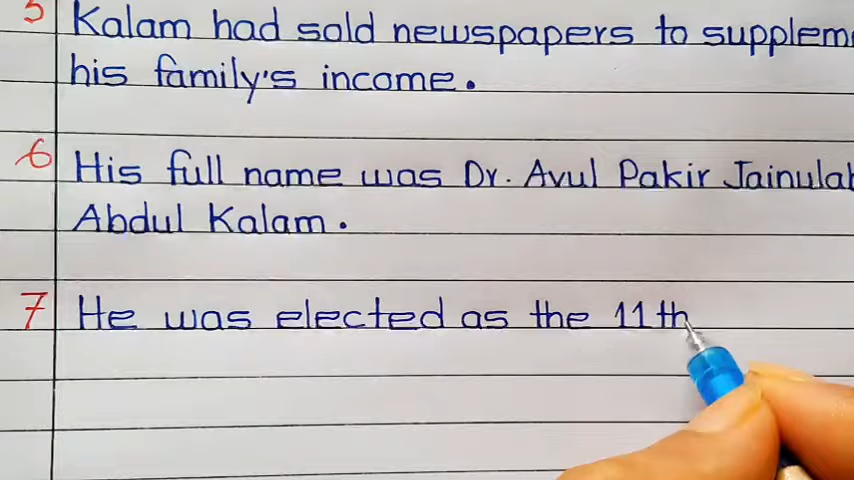 5 Kalam had sold newspapers to supplem
his family's income.
6 His full name was Dr. Avul Pakir Jainulab
Abdul Kalam.
7 He was elected as the 11th